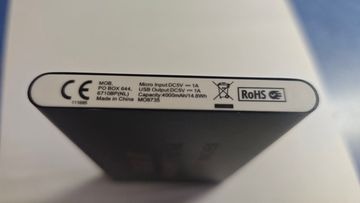 CE
111685
MOB,
PO BOX 644,
6710BP(NL)
Made in China
Micro Input:DC5V ⎓ 1A
USB Output:DC5V ⎓ 1A
Capacity:4000mAh/14.8Wh
MO8735
RoHS